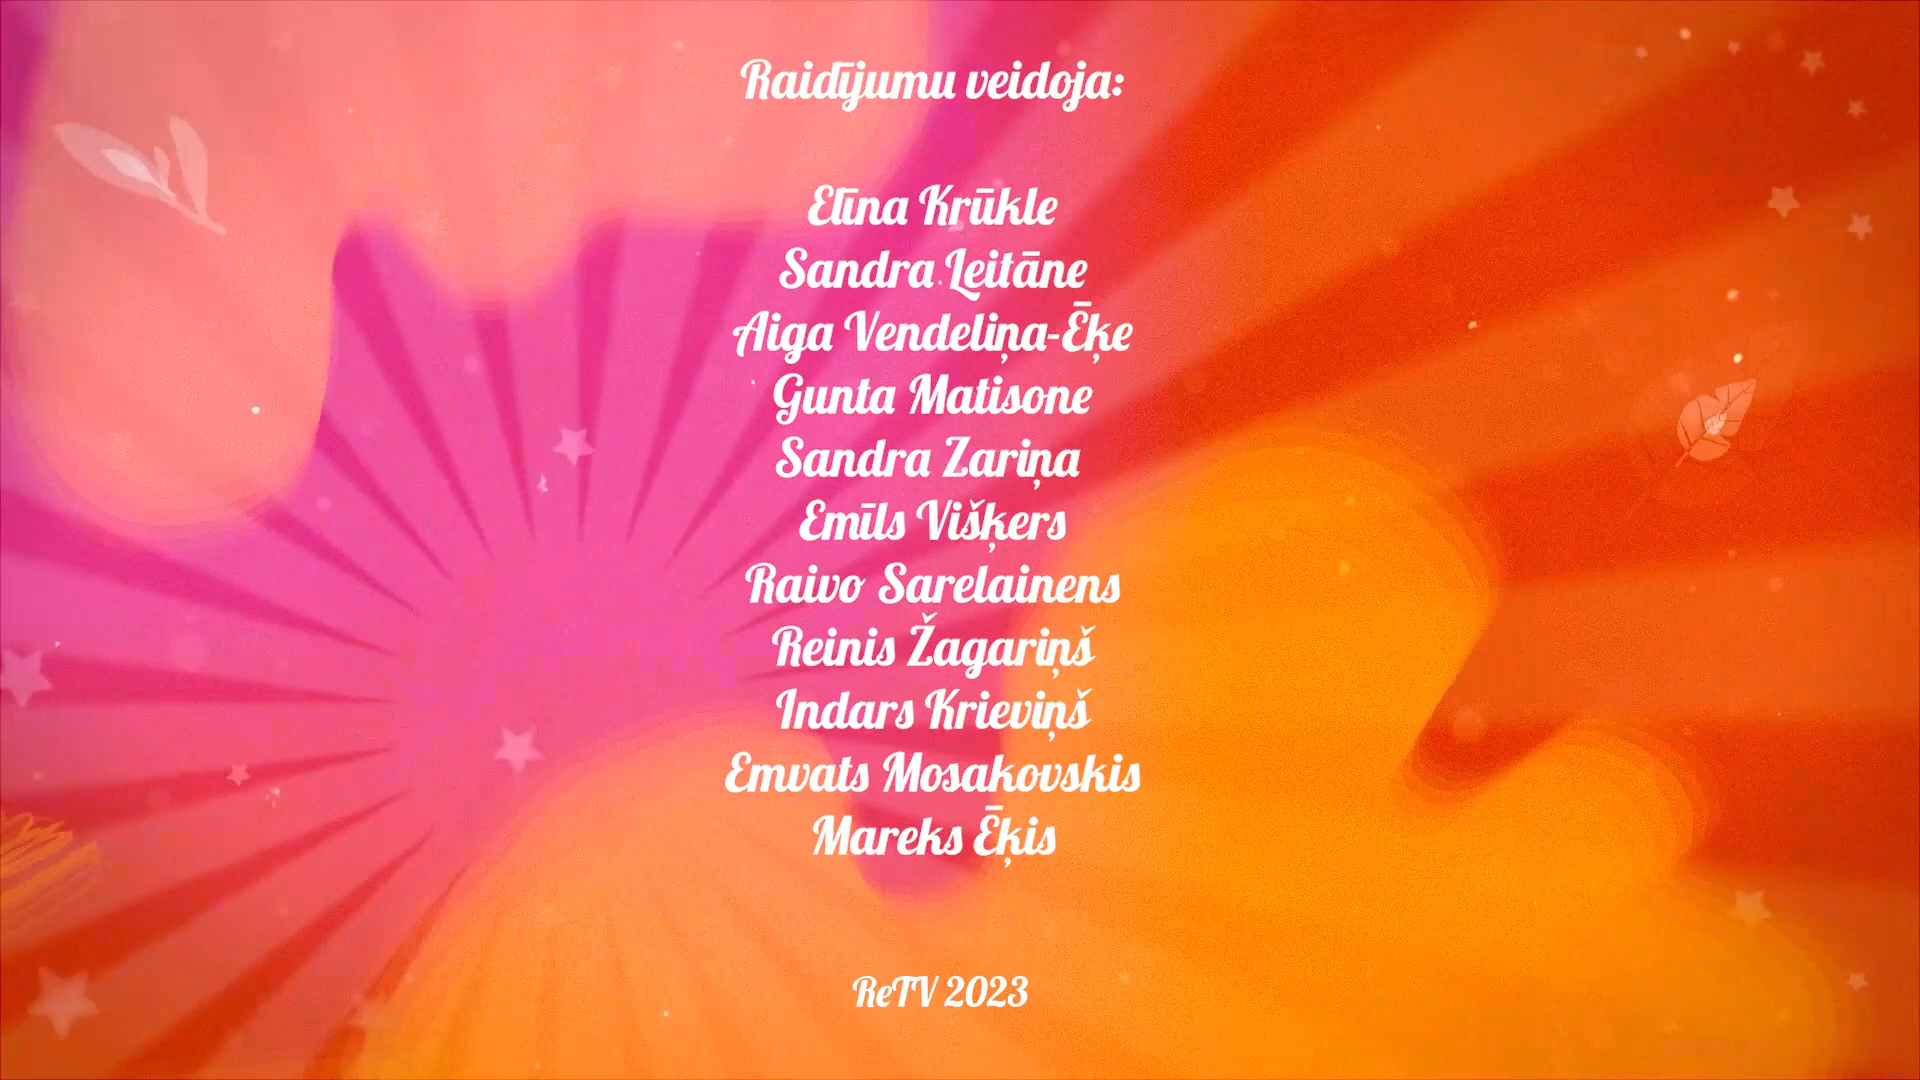 Raidījumu veidoja:
Elīna Krūkle
Sandra Leitāne
Aiga Vendeliņa-Ēķe
Gunta Matisone
Sandra Zariņa
Emīls Višķers
Raivo Sarelainens
Reinis Žagariņš
Indars Krieviņš
Emvats Mosakovskis
Mareks Ēķis
ReTV 2023